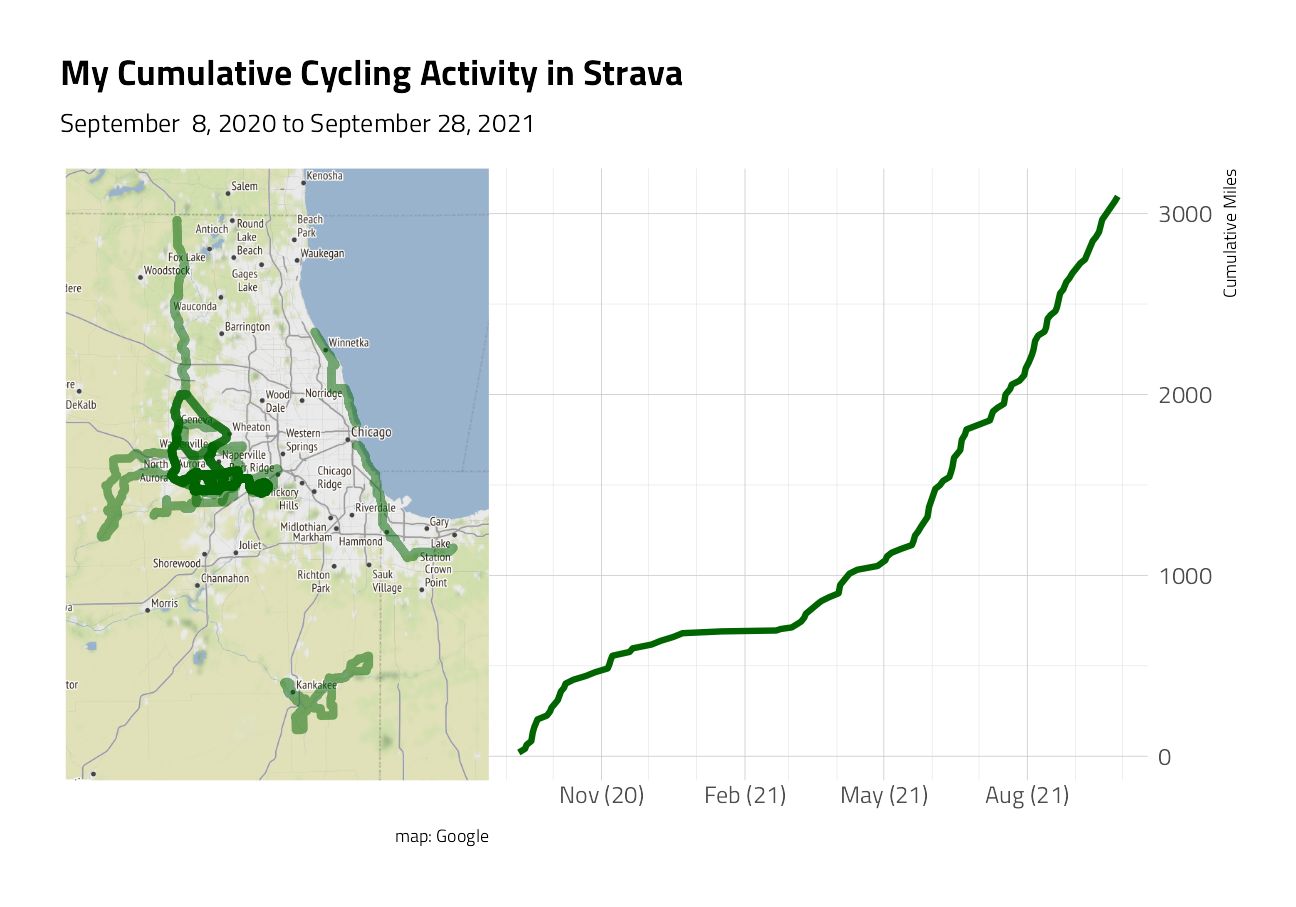 My Cumulative Cycling Activity in Strava
September  8, 2020 to September 28, 2021
Salem
Kenosha
Antioch
Round
Lake
Beach
Beach
Park
Fox Lake
Waukegan
Woodstock
Gages
Lake
Wauconda
Barrington
Winnetka
DeKalb
Wood
Dale
Norridge
Geneva
Wheaton
Western
Springs
Chicago
Naperville
North Aurora
Aurora
Chicago
Ridge
Hills
Riverdale
Midlothian
Markham
Hammond
Gary
Lake
Station
Joliet
Shorewood
Channahon
Richton
Park
Sauk
Village
Crown
Point
Morris
Kankakee
map: Google
Cumulative Miles
3000
2000
1000
0
Nov (20)
Feb (21)
May (21)
Aug (21)